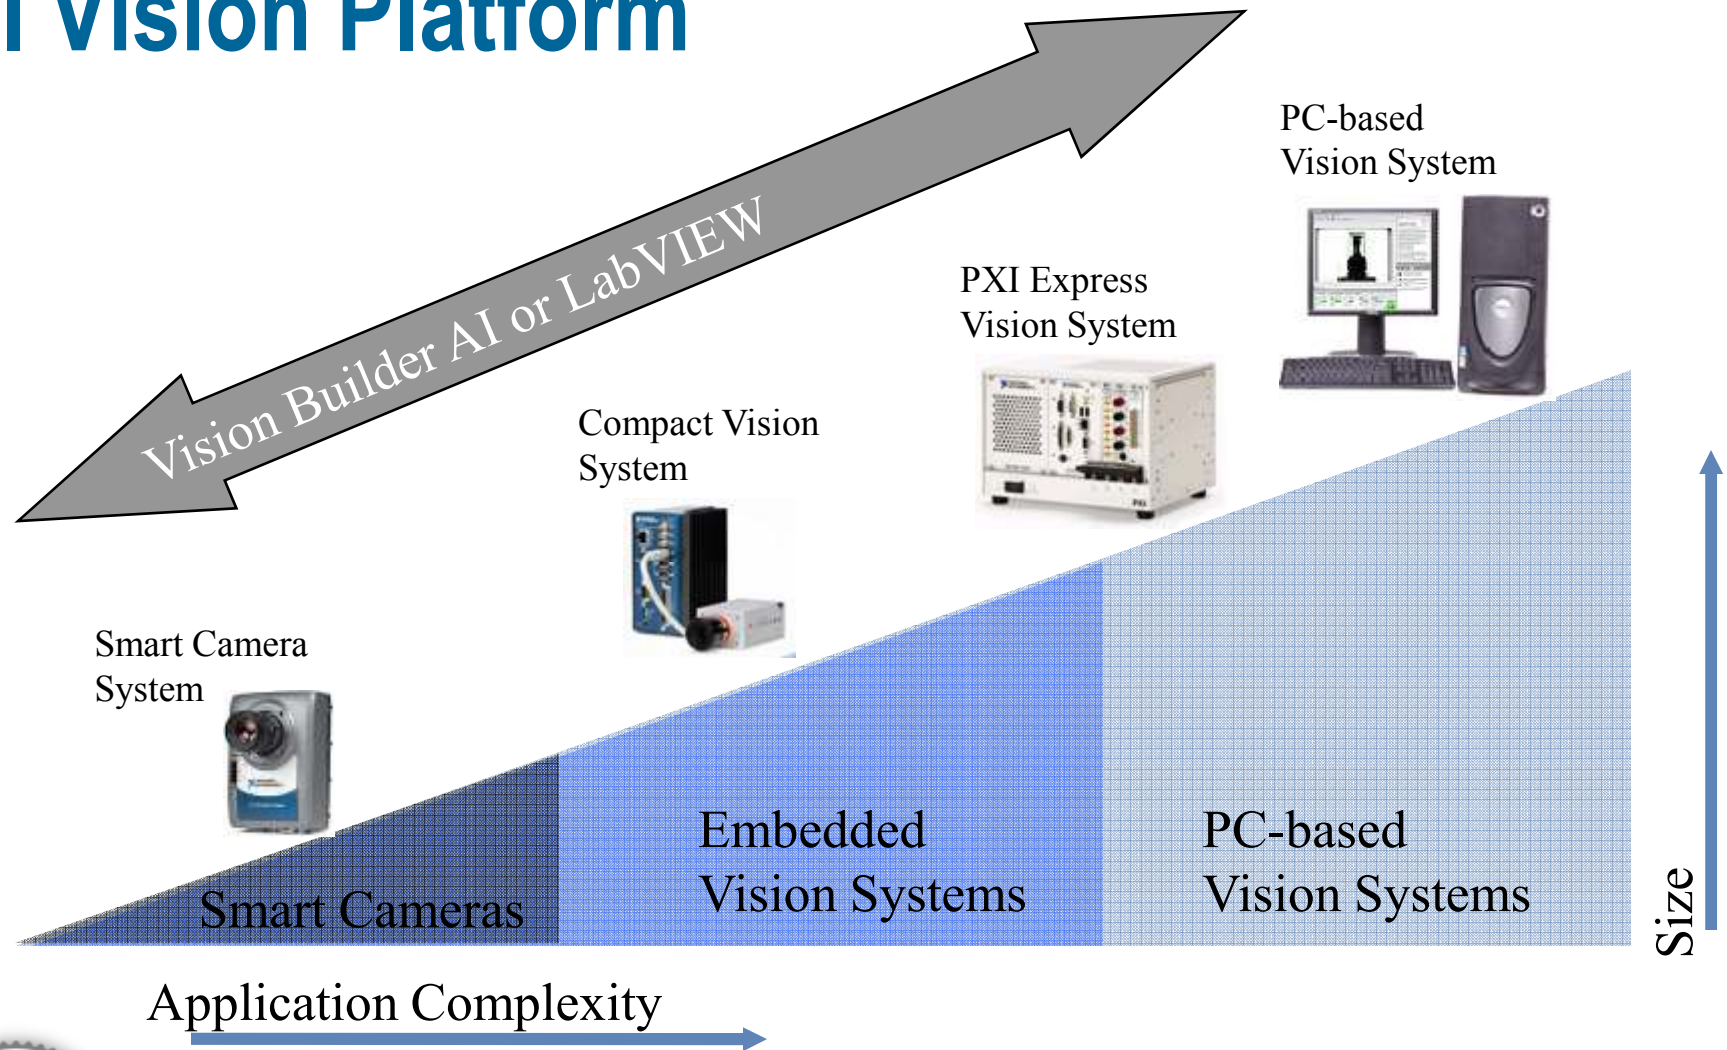 I Vision Platform
PC-based
Vision System
Vision Builder AI or LabVIEW
PXI Express
Vision System
Compact Vision
System
Smart Camera
System
Smart Cameras
Embedded
Vision Systems
PC-based
Vision Systems
Size
Application Complexity